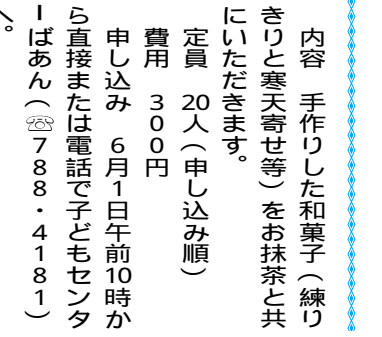 内容　手作りした和菓子（練り
きりと寒天寄せ等）をお抹茶と共
にいただきます。
定員　20人（申し込み順）
費用　３００円
申し込み　６月１日午前10時か
ら直接または電話で子どもセンタ
ーばあん（☏７８８・４１８１）
へ。